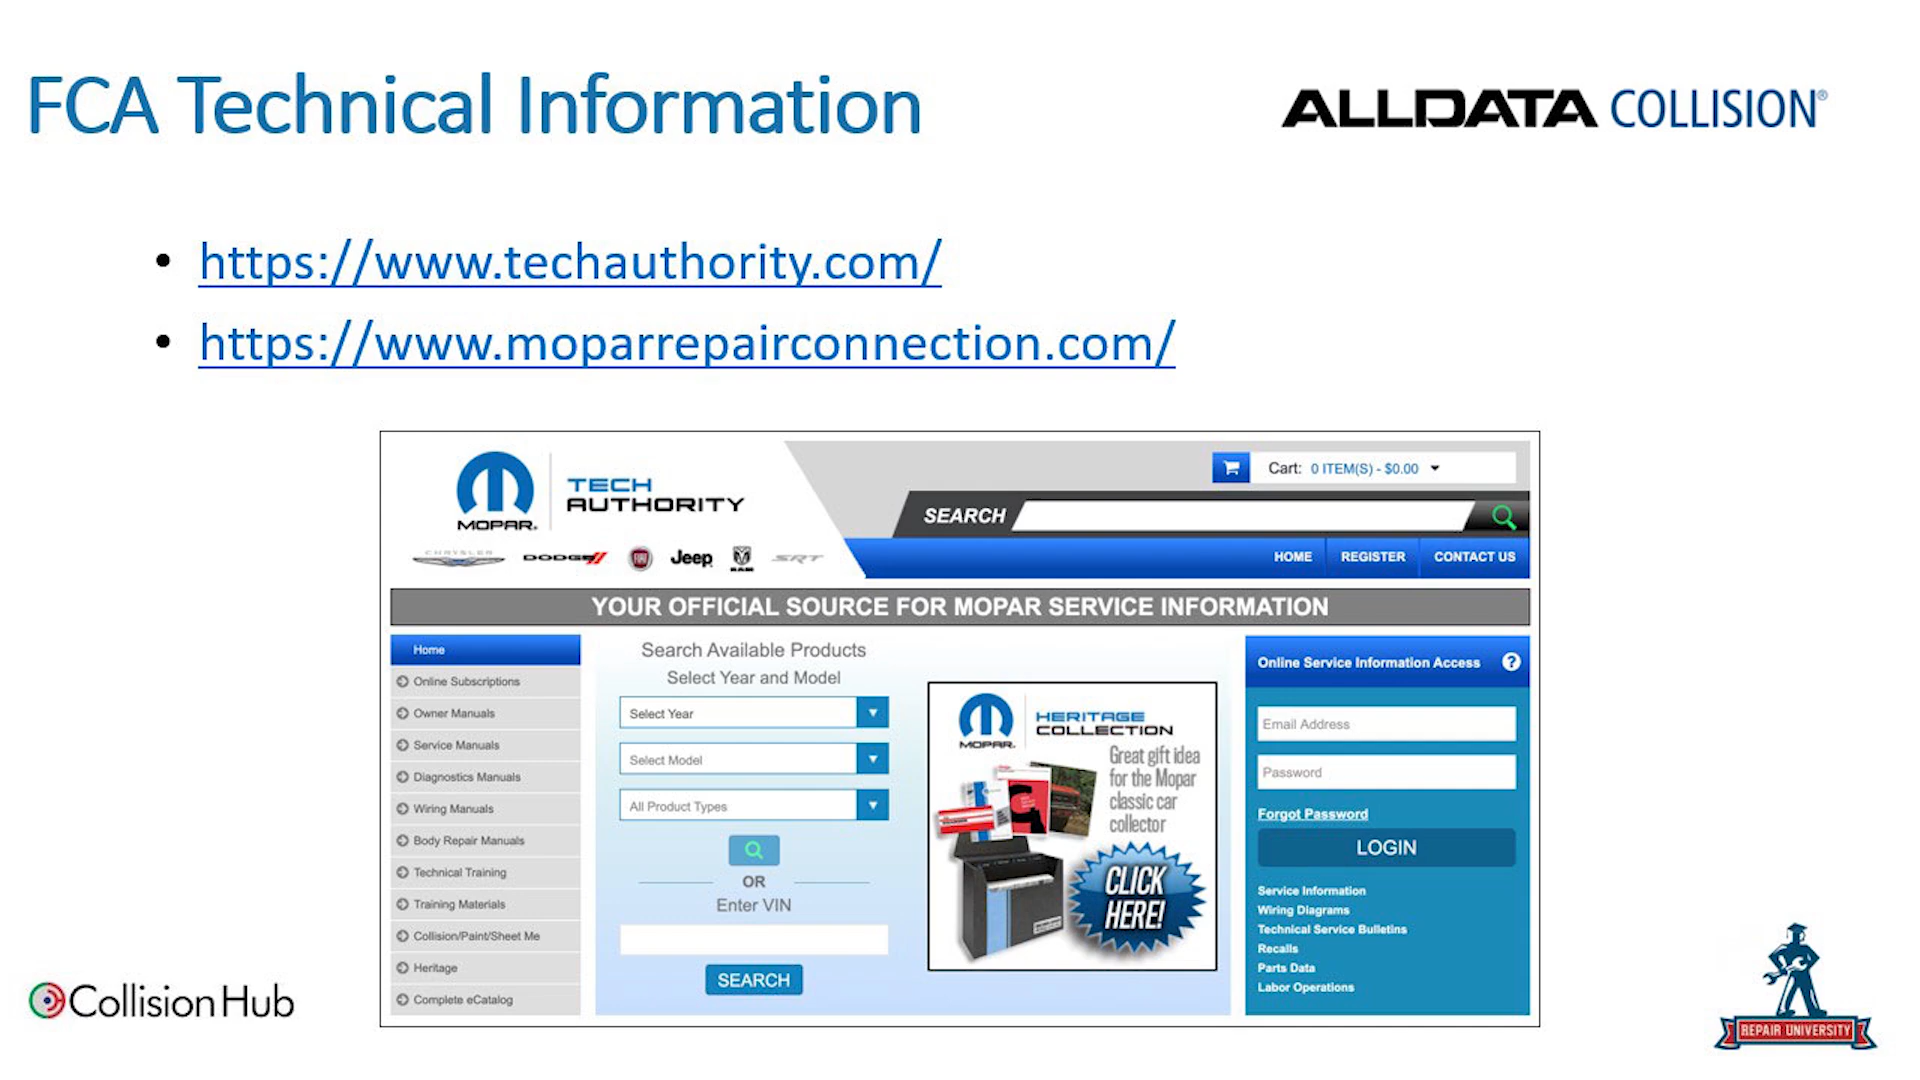 FCA Technical Information
ALLDATA COLLISION®
• https://www.techauthority.com/
• https://www.moparrepairconnection.com/
MOPAR®
TECH
AUTHORITY
Cart: 0 ITEM(S) - $0.00
SEARCH
CHRYSLER DODGE FIAT Jeep RAM SRT
HOME REGISTER CONTACT US
YOUR OFFICIAL SOURCE FOR MOPAR SERVICE INFORMATION
Home
Online Subscriptions
Owner Manuals
Service Manuals
Diagnostics Manuals
Wiring Manuals
Body Repair Manuals
Technical Training
Training Materials
Collision/Paint/Sheet Me
Heritage
Complete eCatalog
Search Available Products
Select Year and Model
Select Year
Select Model
All Product Types
OR
Enter VIN
SEARCH
MOPAR®
HERITAGE
COLLECTION
Great gift idea
for the Mopar
classic car
collector
CLICK
HERE!
Online Service Information Access ?
Email Address
Password
Forgot Password
LOGIN
Service Information
Wiring Diagrams
Technical Service Bulletins
Recalls
Parts Data
Labor Operations
Collision Hub
REPAIR UNIVERSITY